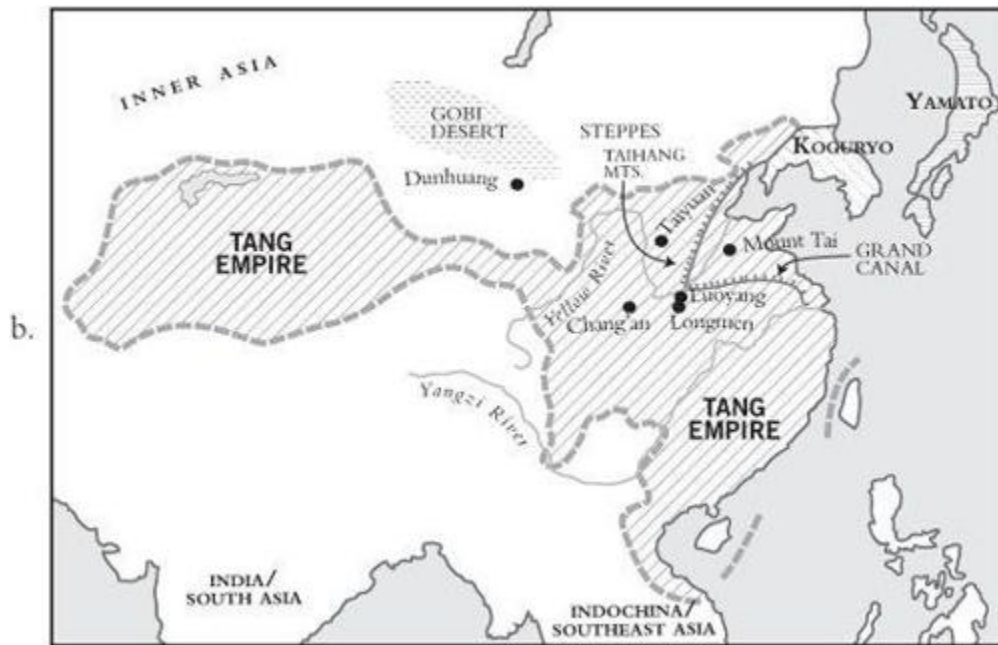 b.
INNER ASIA
GOBI
DESERT
Dunhuang
STEPPES
TAIHANG
MTS.
Taiyuan
YAMATO
KOGURYO
Mount Tai
GRAND
CANAL
TANG
EMPIRE
Yellow River
Luoyang
Chang'an
Longmen
Yangzi River
TANG
EMPIRE
INDIA/
SOUTH ASIA
INDOCHINA/
SOUTHEAST ASIA